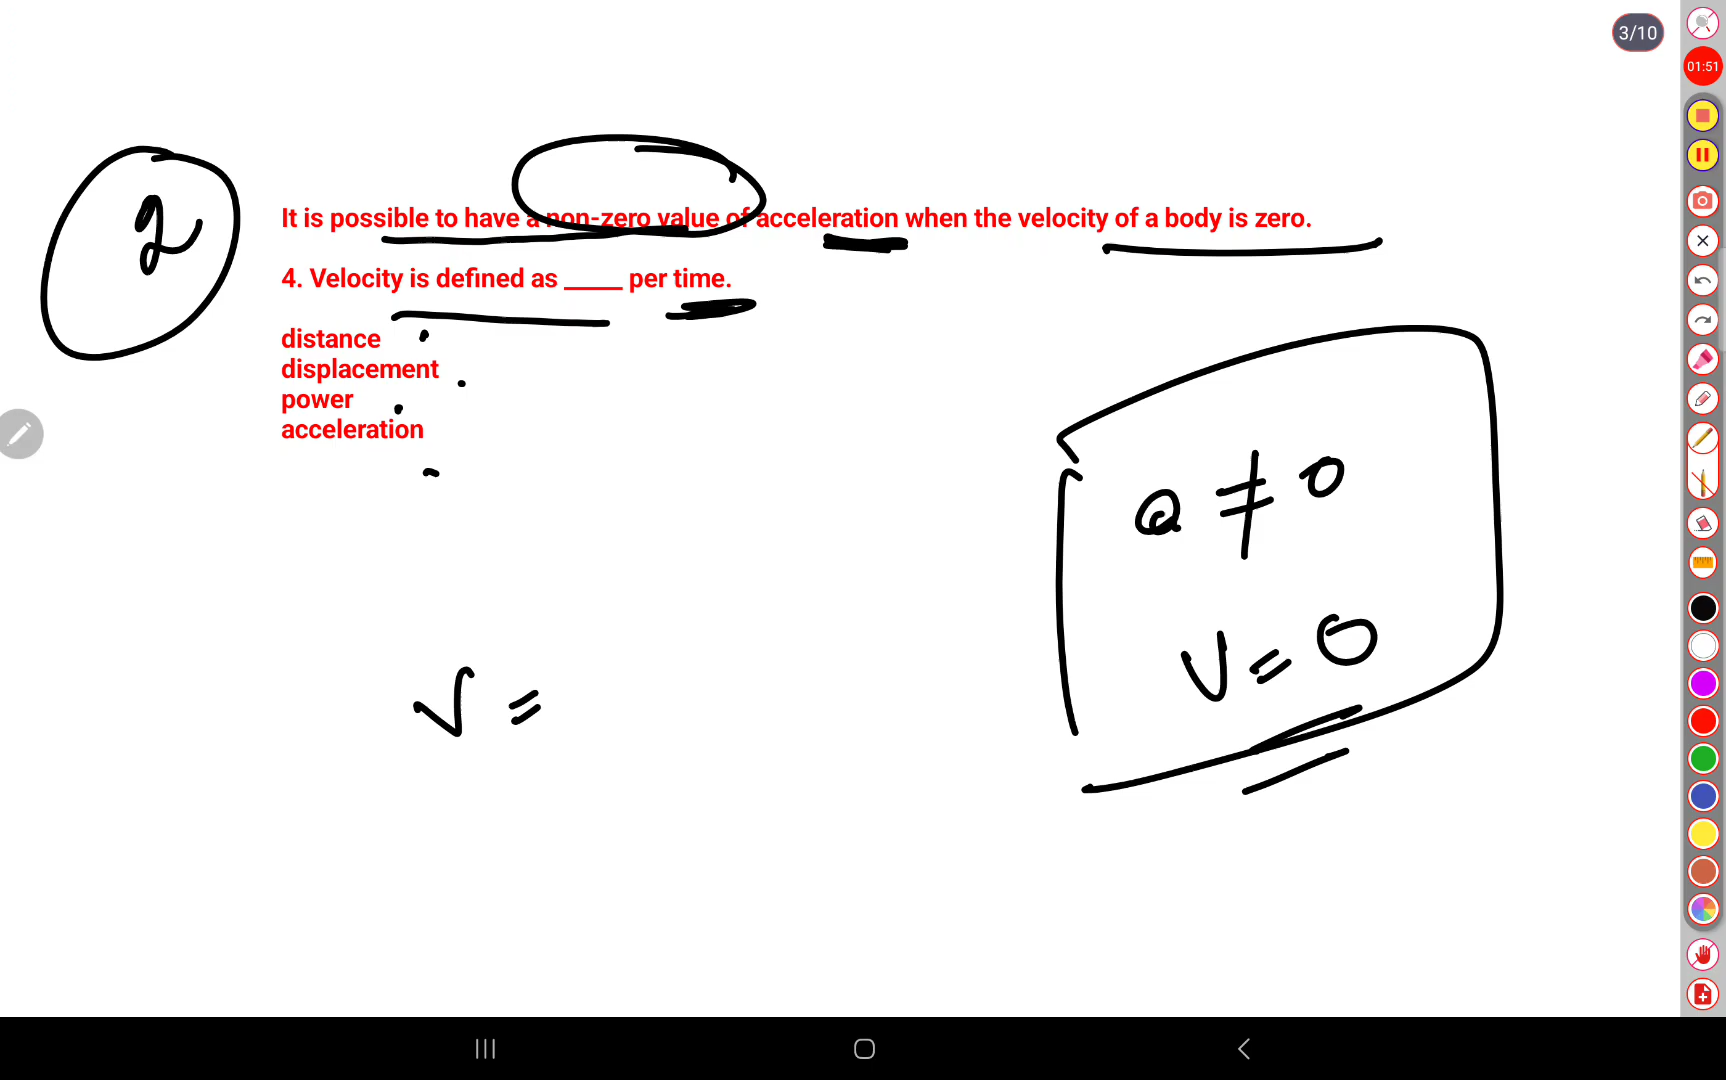 3/10
01:51
2
It is possible to have a non-zero value of acceleration when the velocity of a body is zero.
4. Velocity is defined as _____ per time.
distance
displacement
power
acceleration
a ≠ 0
V = 0
V =